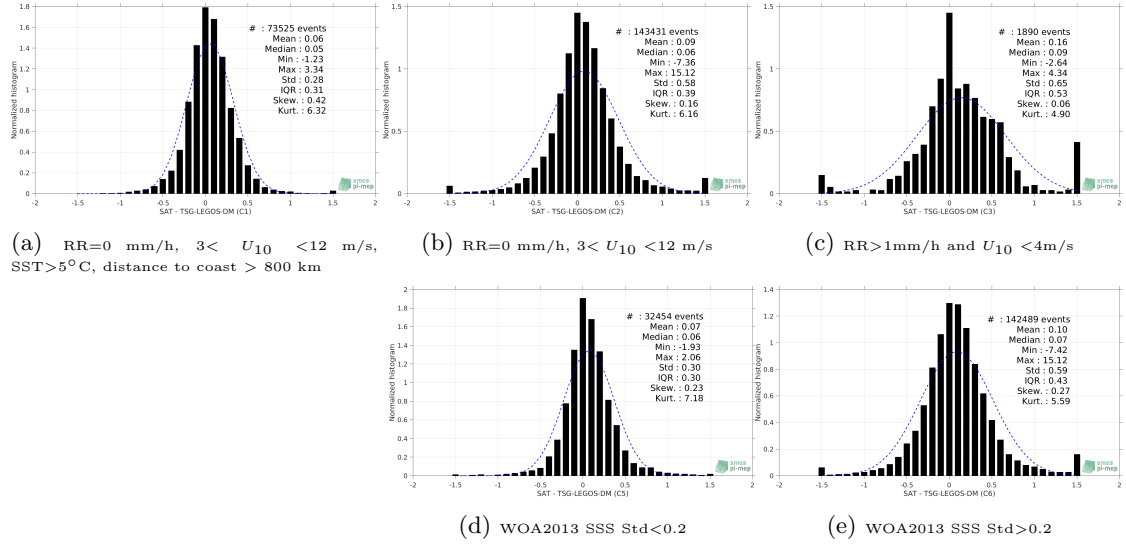 1.8
1.6
1.4
1.2
1
0.8
0.6
0.4
0.2
0
Normalized histogram
# : 73525 events
Mean : 0.06
Median : 0.05
Min : -1.23
Max : 3.34
Std : 0.28
IQR : 0.31
Skew. : 0.42
Kurt. : 6.32
smos
pi-mep
-2 -1.5 -1 -0.5 0 0.5 1 1.5 2
SAT - TSG-LEGOS-DM (C1)
(a) RR=0 mm/h, 3< U10 <12 m/s,
SST>5°C, distance to coast > 800 km
1.5
1
0.5
0
Normalized histogram
# : 143431 events
Mean : 0.09
Median : 0.06
Min : -7.36
Max : 15.12
Std : 0.58
IQR : 0.39
Skew. : 0.16
Kurt. : 6.16
smos
pi-mep
-2 -1.5 -1 -0.5 0 0.5 1 1.5 2
SAT - TSG-LEGOS-DM (C2)
(b) RR=0 mm/h, 3< U10 <12 m/s
1.5
1
0.5
0
Normalized histogram
# : 1890 events
Mean : 0.16
Median : 0.09
Min : -2.64
Max : 4.34
Std : 0.65
IQR : 0.53
Skew. : 0.06
Kurt. : 4.90
smos
pi-mep
-2 -1.5 -1 -0.5 0 0.5 1 1.5 2
SAT - TSG-LEGOS-DM (C3)
(c) RR>1mm/h and U10 <4m/s
2
1.8
1.6
1.4
1.2
1
0.8
0.6
0.4
0.2
0
Normalized histogram
# : 32454 events
Mean : 0.07
Median : 0.06
Min : -1.93
Max : 2.06
Std : 0.30
IQR : 0.30
Skew. : 0.23
Kurt. : 7.18
smos
pi-mep
-2 -1.5 -1 -0.5 0 0.5 1 1.5 2
SAT - TSG-LEGOS-DM (C5)
(d) WOA2013 SSS Std<0.2
1.4
1.2
1
0.8
0.6
0.4
0.2
0
Normalized histogram
# : 142489 events
Mean : 0.10
Median : 0.07
Min : -7.42
Max : 15.12
Std : 0.59
IQR : 0.43
Skew. : 0.27
Kurt. : 5.59
smos
pi-mep
-2 -1.5 -1 -0.5 0 0.5 1 1.5 2
SAT - TSG-LEGOS-DM (C6)
(e) WOA2013 SSS Std>0.2